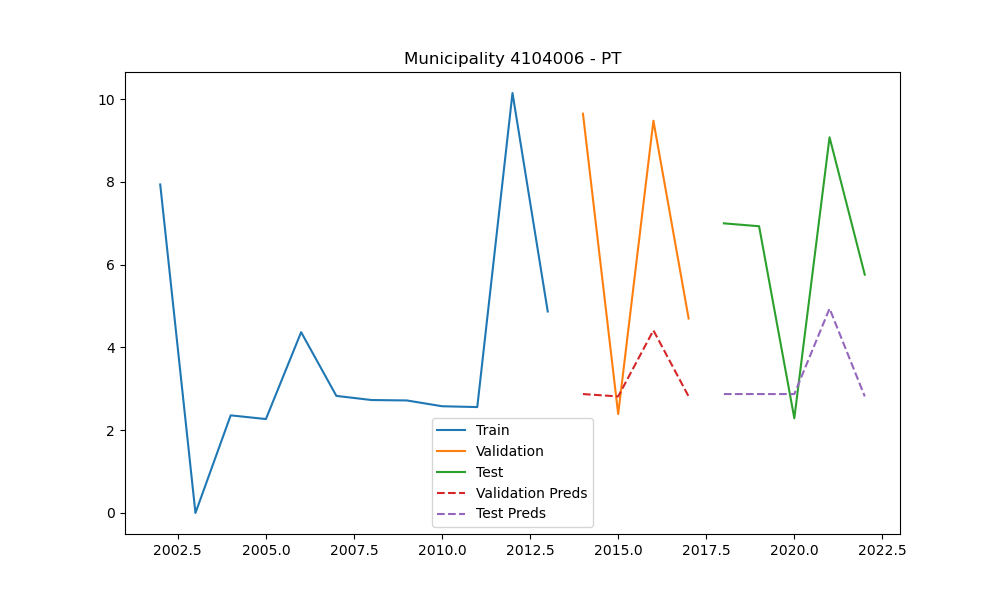 Municipality 4104006 - PT
10
8
6
4
2
0
Train
Validation
Test
Validation Preds
Test Preds
2002.5 2005.0 2007.5 2010.0 2012.5 2015.0 2017.5 2020.0 2022.5